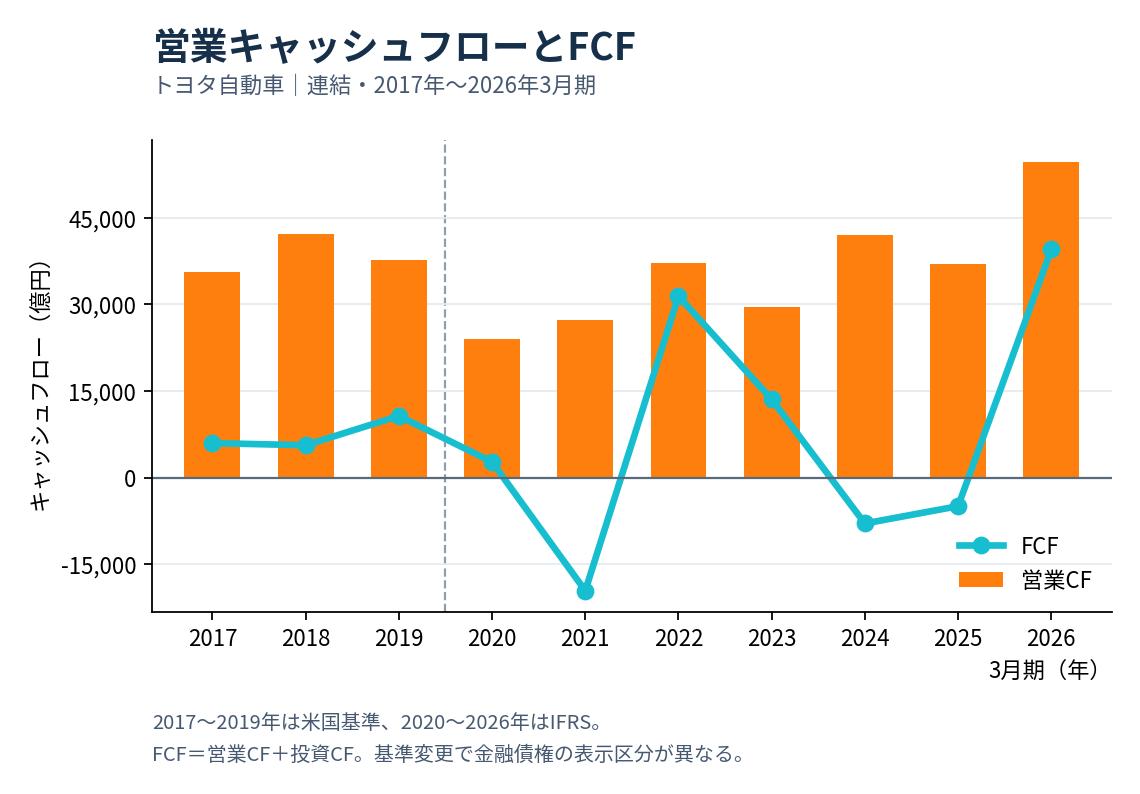 営業キャッシュフローとFCF
トヨタ自動車｜連結・2017年～2026年3月期
キャッシュフロー（億円）
45,000
30,000
15,000
0
-15,000
FCF
営業CF
2017 2018 2019 2020 2021 2022 2023 2024 2025 2026
3月期（年）
2017～2019年は米国基準、2020～2026年はIFRS。
FCF＝営業CF＋投資CF。基準変更で金融債権の表示区分が異なる。